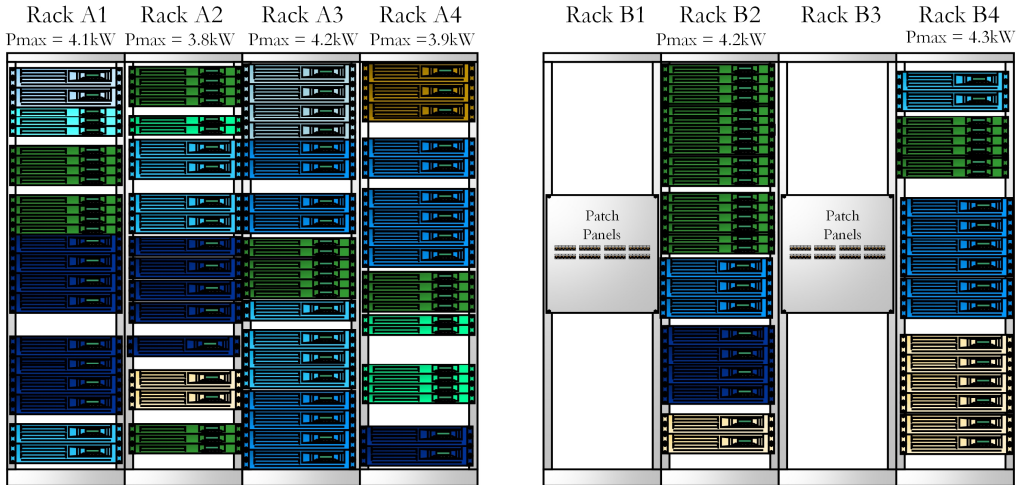 Rack A1
Rack A2
Rack A3
Rack A4
Rack B1
Rack B2
Rack B3
Rack B4
Pmax = 4.1kW
Pmax = 3.8kW
Pmax = 4.2kW
Pmax =3.9kW
Pmax = 4.2kW
Pmax = 4.3kW
Patch
Panels
Patch
Panels